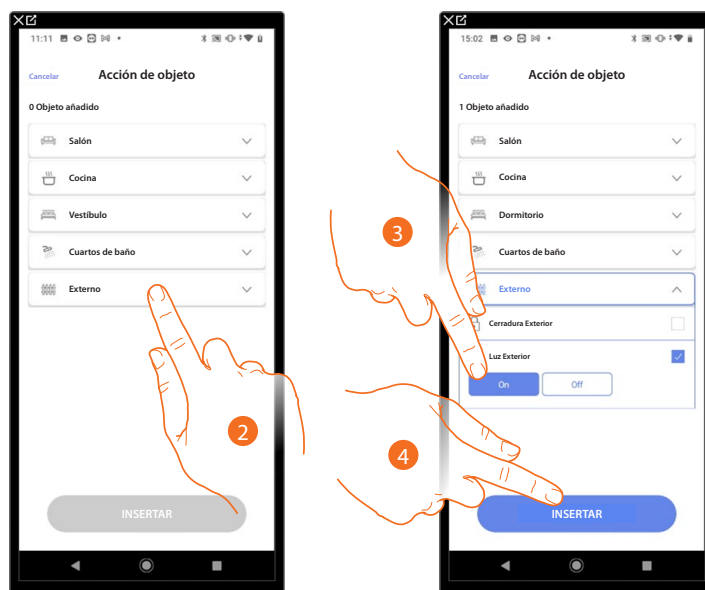 11:11
Cancelar Acción de objeto
0 Objeto añadido
Salón
Cocina
Vestíbulo
Cuartos de baño
Externo
2
INSERTAR
15:02
Cancelar Acción de objeto
1 Objeto añadido
Salón
Cocina
3
Dormitorio
Cuartos de baño
Externo
Cerradura Exterior
Luz Exterior
On Off
4
INSERTAR